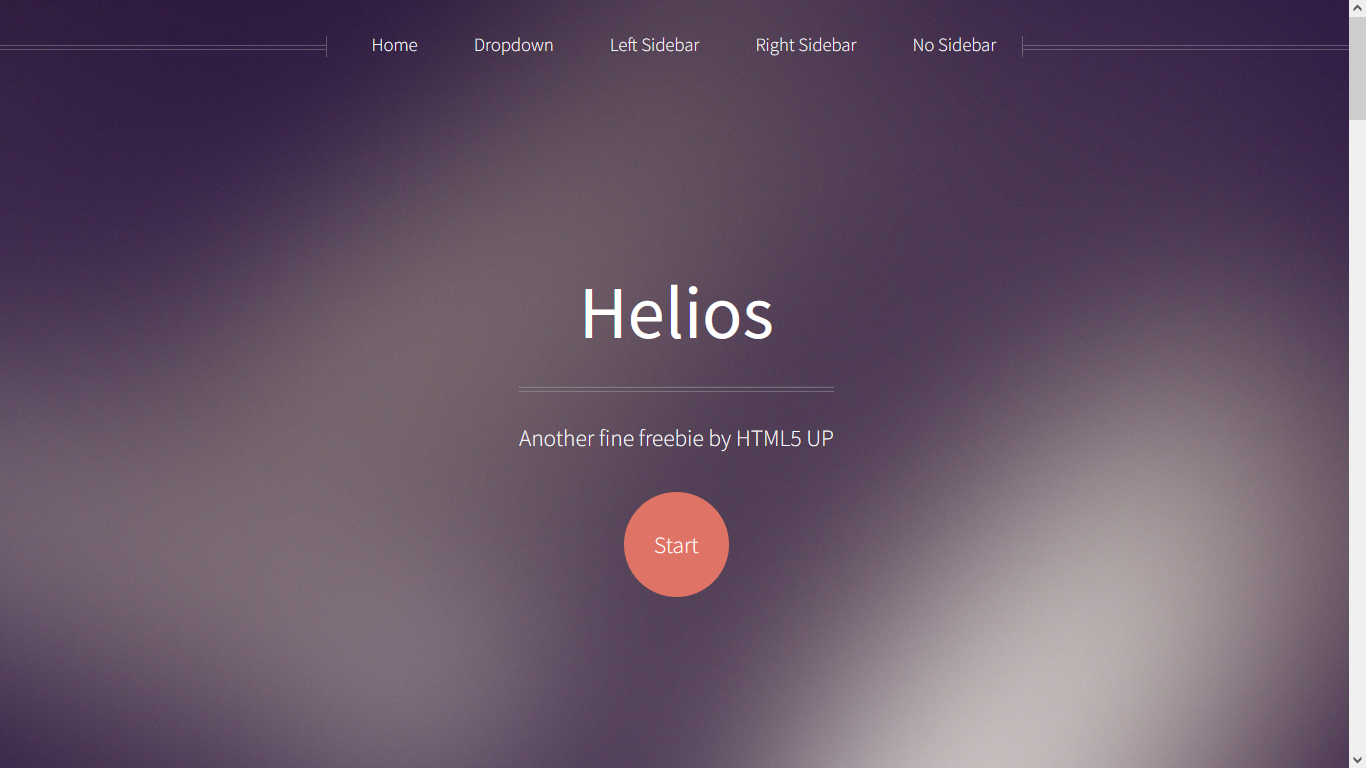 Home Dropdown Left Sidebar Right Sidebar No Sidebar
Helios
Another fine freebie by HTML5 UP
Start